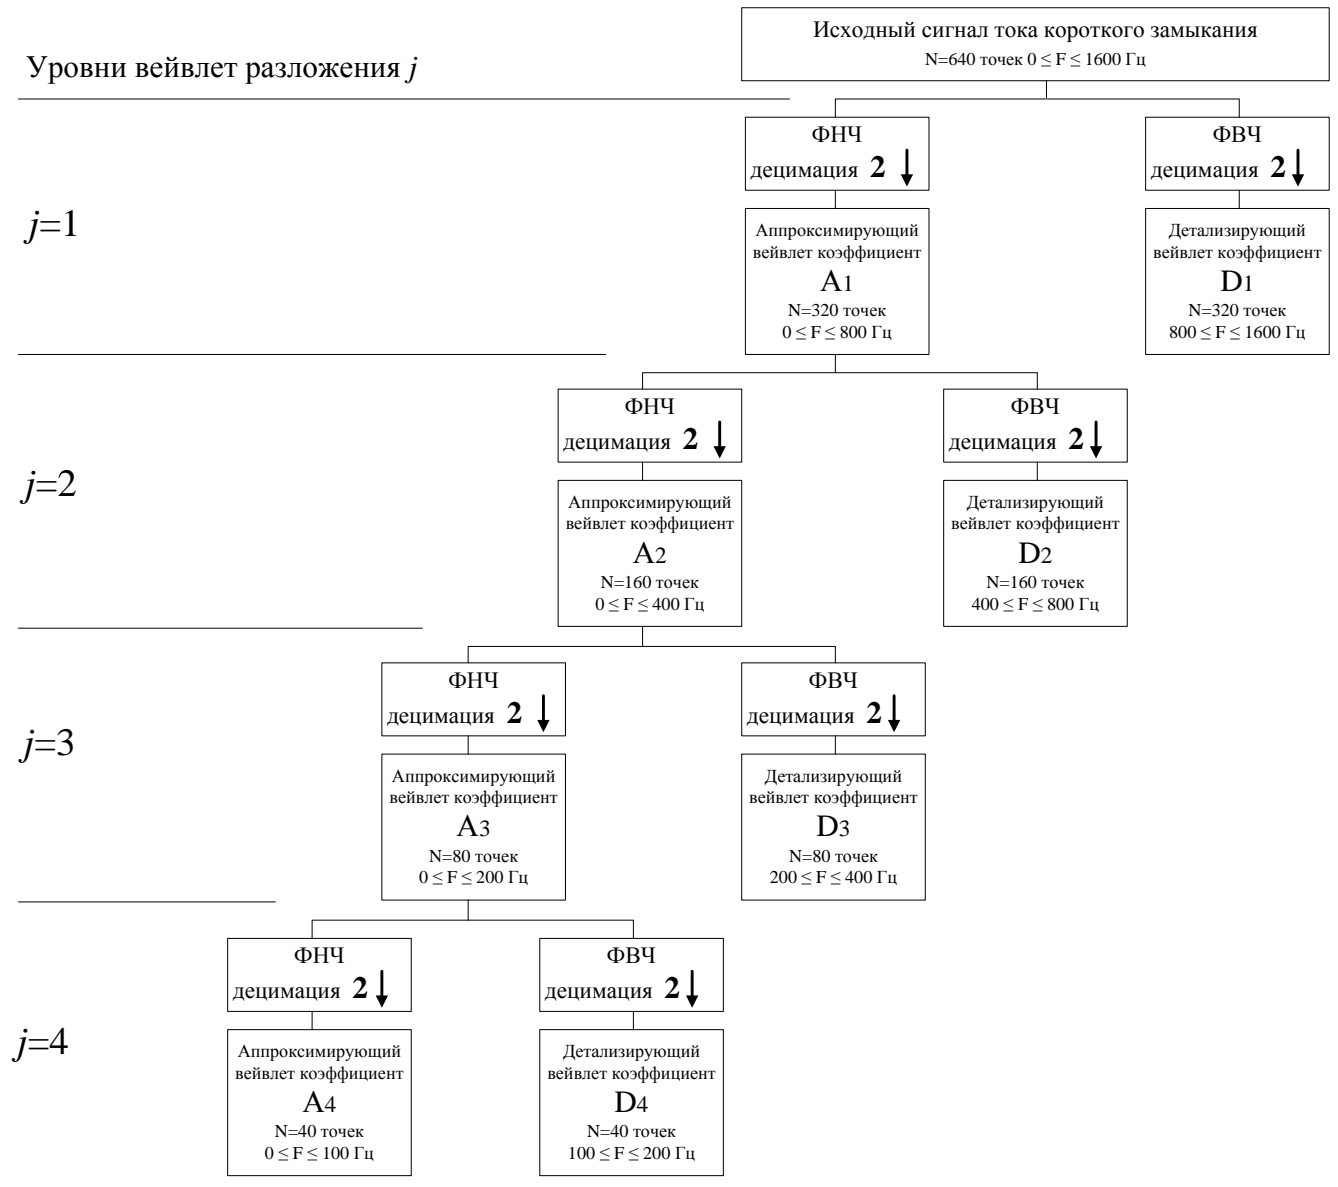 Исходный сигнал тока короткого замыкания
N=640 точек 0 ≤ F ≤ 1600 Гц
Уровни вейвлет разложения j
j=1
ФНЧ
децимация 2 ↓
ФВЧ
децимация 2 ↓
Аппроксимирующий
вейвлет коэффициент
A1
N=320 точек
0 ≤ F ≤ 800 Гц
Детализирующий
вейвлет коэффициент
D1
N=320 точек
800 ≤ F ≤ 1600 Гц
j=2
ФНЧ
децимация 2 ↓
ФВЧ
децимация 2 ↓
Аппроксимирующий
вейвлет коэффициент
A2
N=160 точек
0 ≤ F ≤ 400 Гц
Детализирующий
вейвлет коэффициент
D2
N=160 точек
400 ≤ F ≤ 800 Гц
j=3
ФНЧ
децимация 2 ↓
ФВЧ
децимация 2 ↓
Аппроксимирующий
вейвлет коэффициент
A3
N=80 точек
0 ≤ F ≤ 200 Гц
Детализирующий
вейвлет коэффициент
D3
N=80 точек
200 ≤ F ≤ 400 Гц
j=4
ФНЧ
децимация 2 ↓
ФВЧ
децимация 2 ↓
Аппроксимирующий
вейвлет коэффициент
A4
N=40 точек
0 ≤ F ≤ 100 Гц
Детализирующий
вейвлет коэффициент
D4
N=40 точек
100 ≤ F ≤ 200 Гц